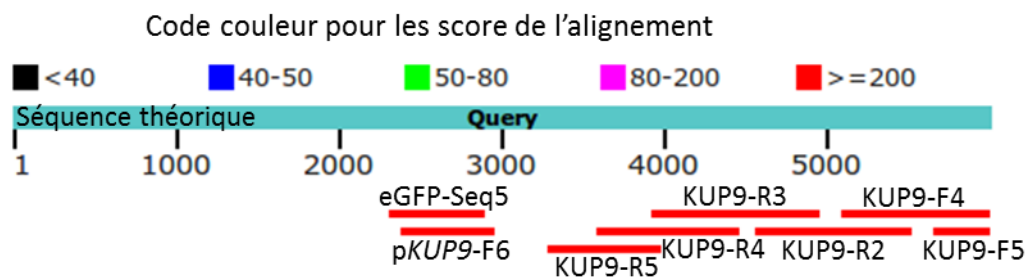 Code couleur pour les score de l’alignement
<40 40-50 50-80 80-200 >=200
Séquence théorique Query
1 1000 2000 3000 4000 5000
eGFP-Seq5 KUP9-R3 KUP9-F4
pKUP9-F6 KUP9-R4 KUP9-R2 KUP9-F5
KUP9-R5